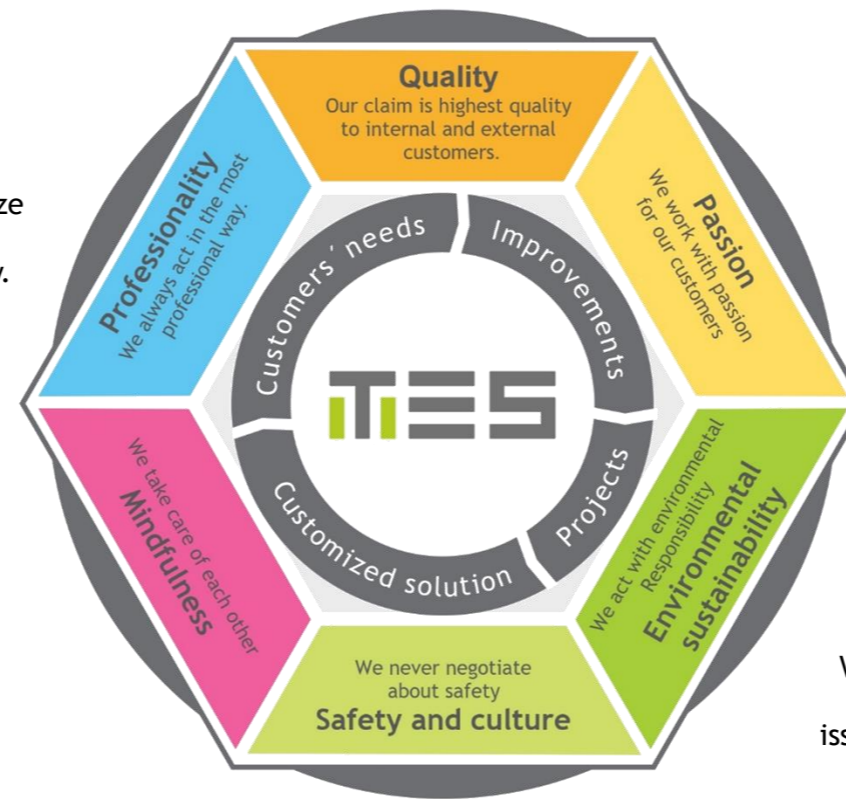 Quality
Our claim is highest quality
to internal and external
customers.
Passion
We work with passion
for our customers
Environmental
sustainability
We act with environmental
Responsibility
We never negotiate
about safety
Safety and culture
We take care of each other
Mindfulness
Professionality
We always act in the most
professional way.
Customers´ needs
Improvements
Projects
Customized solution
TES